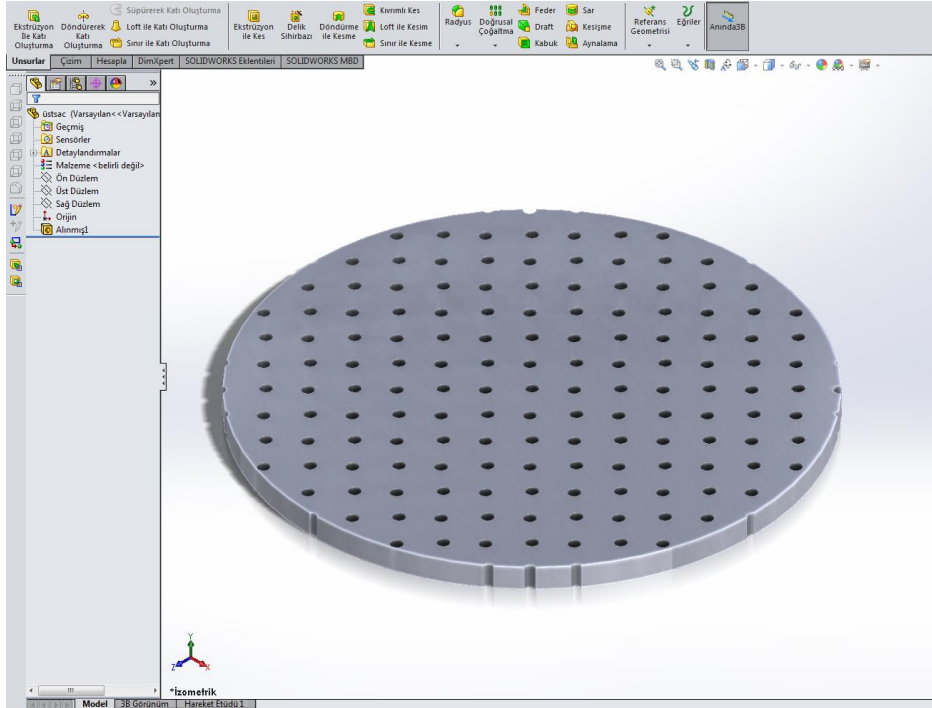 Ekstrüzyon İle Katı Oluşturma
Döndürerek Katı Oluşturma
Süpürerek Katı Oluşturma
Loft ile Katı Oluşturma
Sınır ile Katı Oluşturma
Ekstrüzyon ile Kes
Delik Sihirbazı
Döndürme ile Kesme
Kıvrımlı Kes
Loft ile Kesim
Sınır ile Kesme
Radyus
Doğrusal Çoğaltma
Feder
Draft
Kabuk
Sar
Kesişme
Aynalama
Referans Geometrisi
Eğriler
Anında3B
Unsurlar
Çizim
Hesapla
DimXpert
SOLIDWORKS Eklentileri
SOLIDWORKS MBD
üstsac (Varsayılan<<Varsayılan
Geçmiş
Sensörler
Detaylandırmalar
Malzeme <belirli değil>
Ön Düzlem
Üst Düzlem
Sağ Düzlem
Orijin
Alınmış1
Y
Z
X
*İzometrik
Model
3B Görünüm
Hareket Etüdü 1